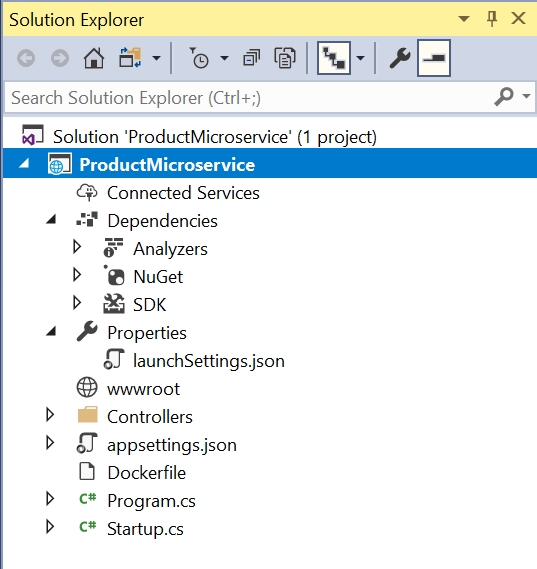 Solution Explorer
Search Solution Explorer (Ctrl+;)
Solution 'ProductMicroservice' (1 project)
ProductMicroservice
Connected Services
Dependencies
Analyzers
NuGet
SDK
Properties
launchSettings.json
wwwroot
Controllers
appsettings.json
Dockerfile
C# Program.cs
C# Startup.cs